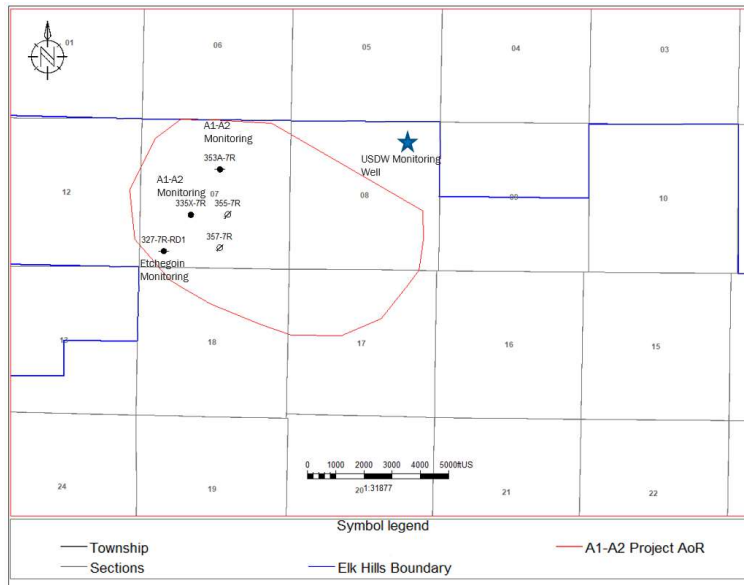 01
06
05
04
03
N
A1-A2
Monitoring
353A-7R
USDW Monitoring
Well
A1-A2
Monitoring
12
07
08
09
10
335X-7R
355-7R
327-7R-RD1
357-7R
Etchegoin
Monitoring
13
18
17
16
15
0 1000 2000 3000 4000 5000ftUS
1:31877
24
19
20
21
22
Symbol legend
Township
A1-A2 Project AoR
Sections
Elk Hills Boundary